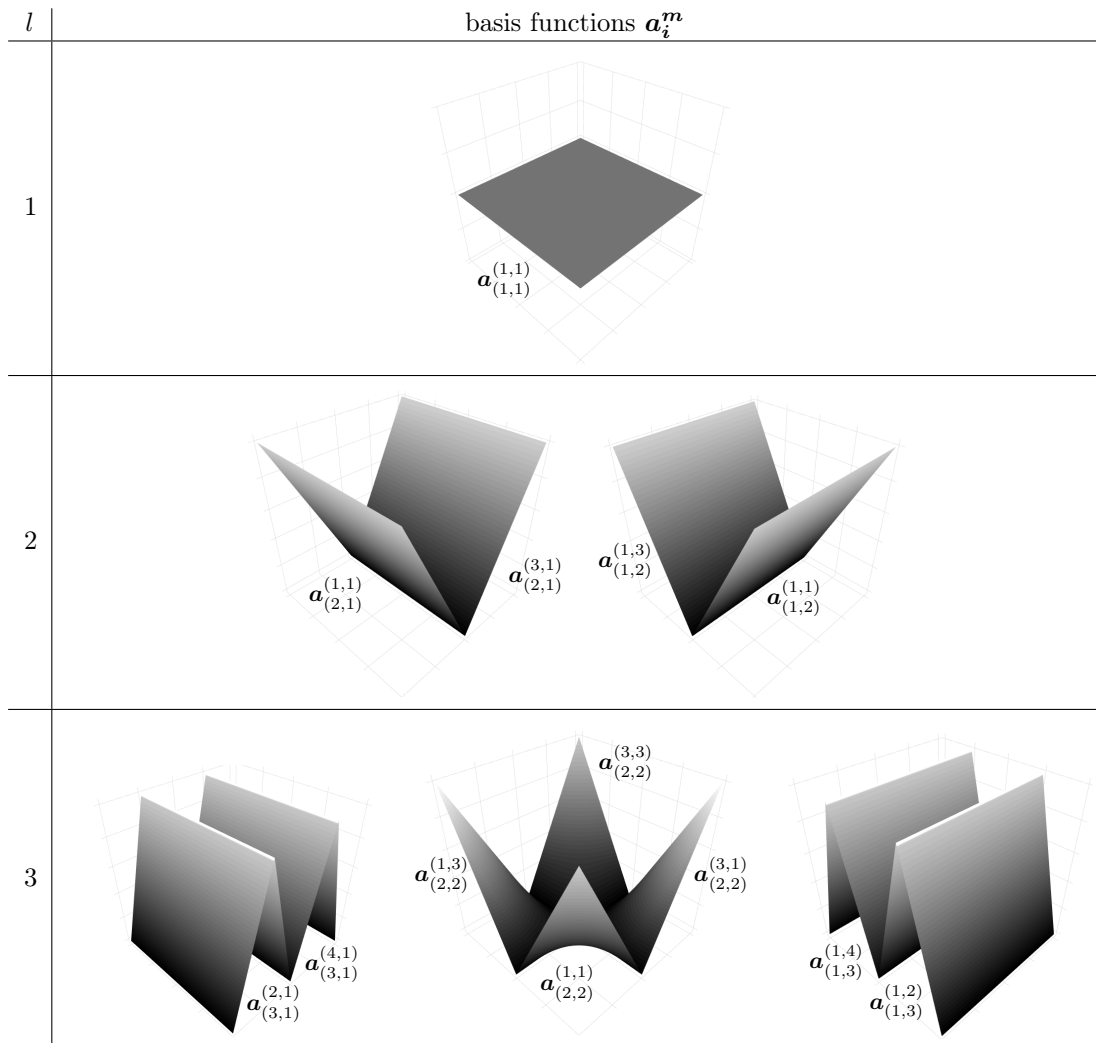 l basis functions a_i^m
1
a_{(1,1)}^{(1,1)}
2
a_{(2,1)}^{(1,1)} a_{(2,1)}^{(3,1)} a_{(1,2)}^{(1,3)} a_{(1,2)}^{(1,1)}
3
a_{(2,2)}^{(3,3)}
a_{(2,2)}^{(1,3)} a_{(2,2)}^{(3,1)}
a_{(3,1)}^{(4,1)} a_{(2,2)}^{(1,1)} a_{(1,3)}^{(1,4)}
a_{(3,1)}^{(2,1)} a_{(1,3)}^{(1,2)}